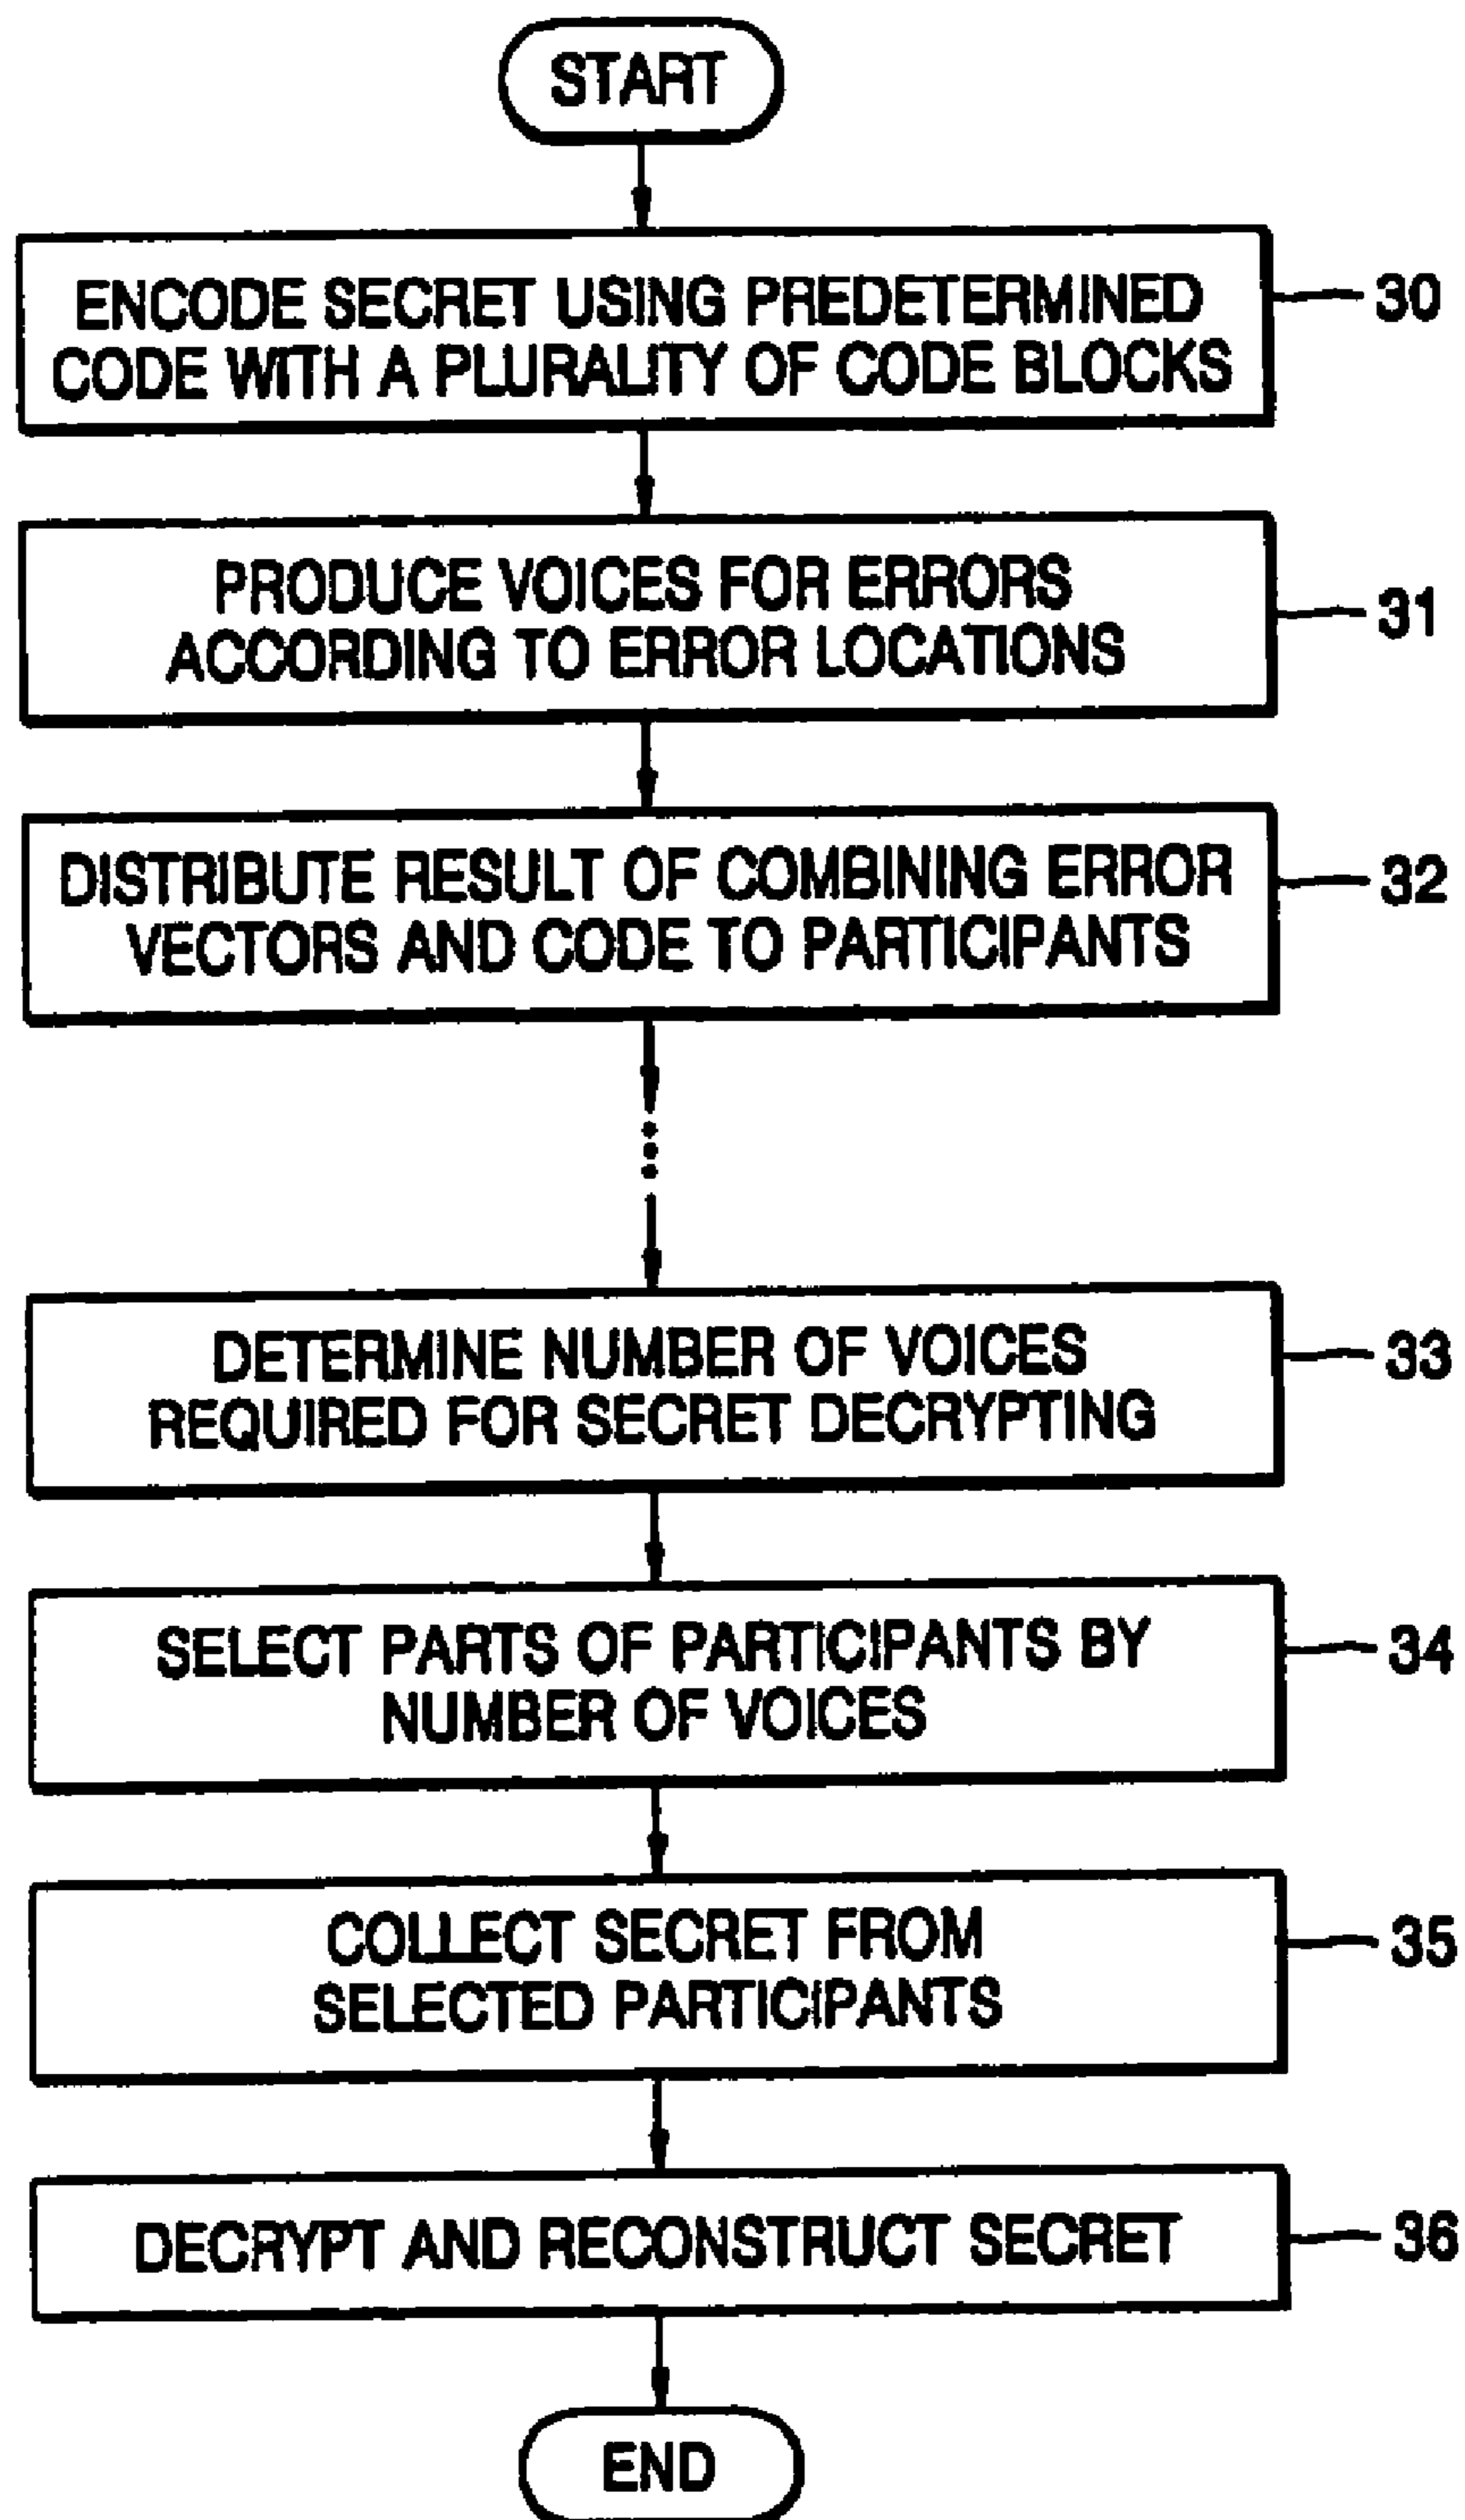 START
ENCODE SECRET USING PREDETERMINED
CODE WITH A PLURALITY OF CODE BLOCKS
30
PRODUCE VOICES FOR ERRORS
ACCORDING TO ERROR LOCATIONS
31
DISTRIBUTE RESULT OF COMBINING ERROR
VECTORS AND CODE TO PARTICIPANTS
32
DETERMINE NUMBER OF VOICES
REQUIRED FOR SECRET DECRYPTING
33
SELECT PARTS OF PARTICIPANTS BY
NUMBER OF VOICES
34
COLLECT SECRET FROM
SELECTED PARTICIPANTS
35
DECRYPT AND RECONSTRUCT SECRET
36
END